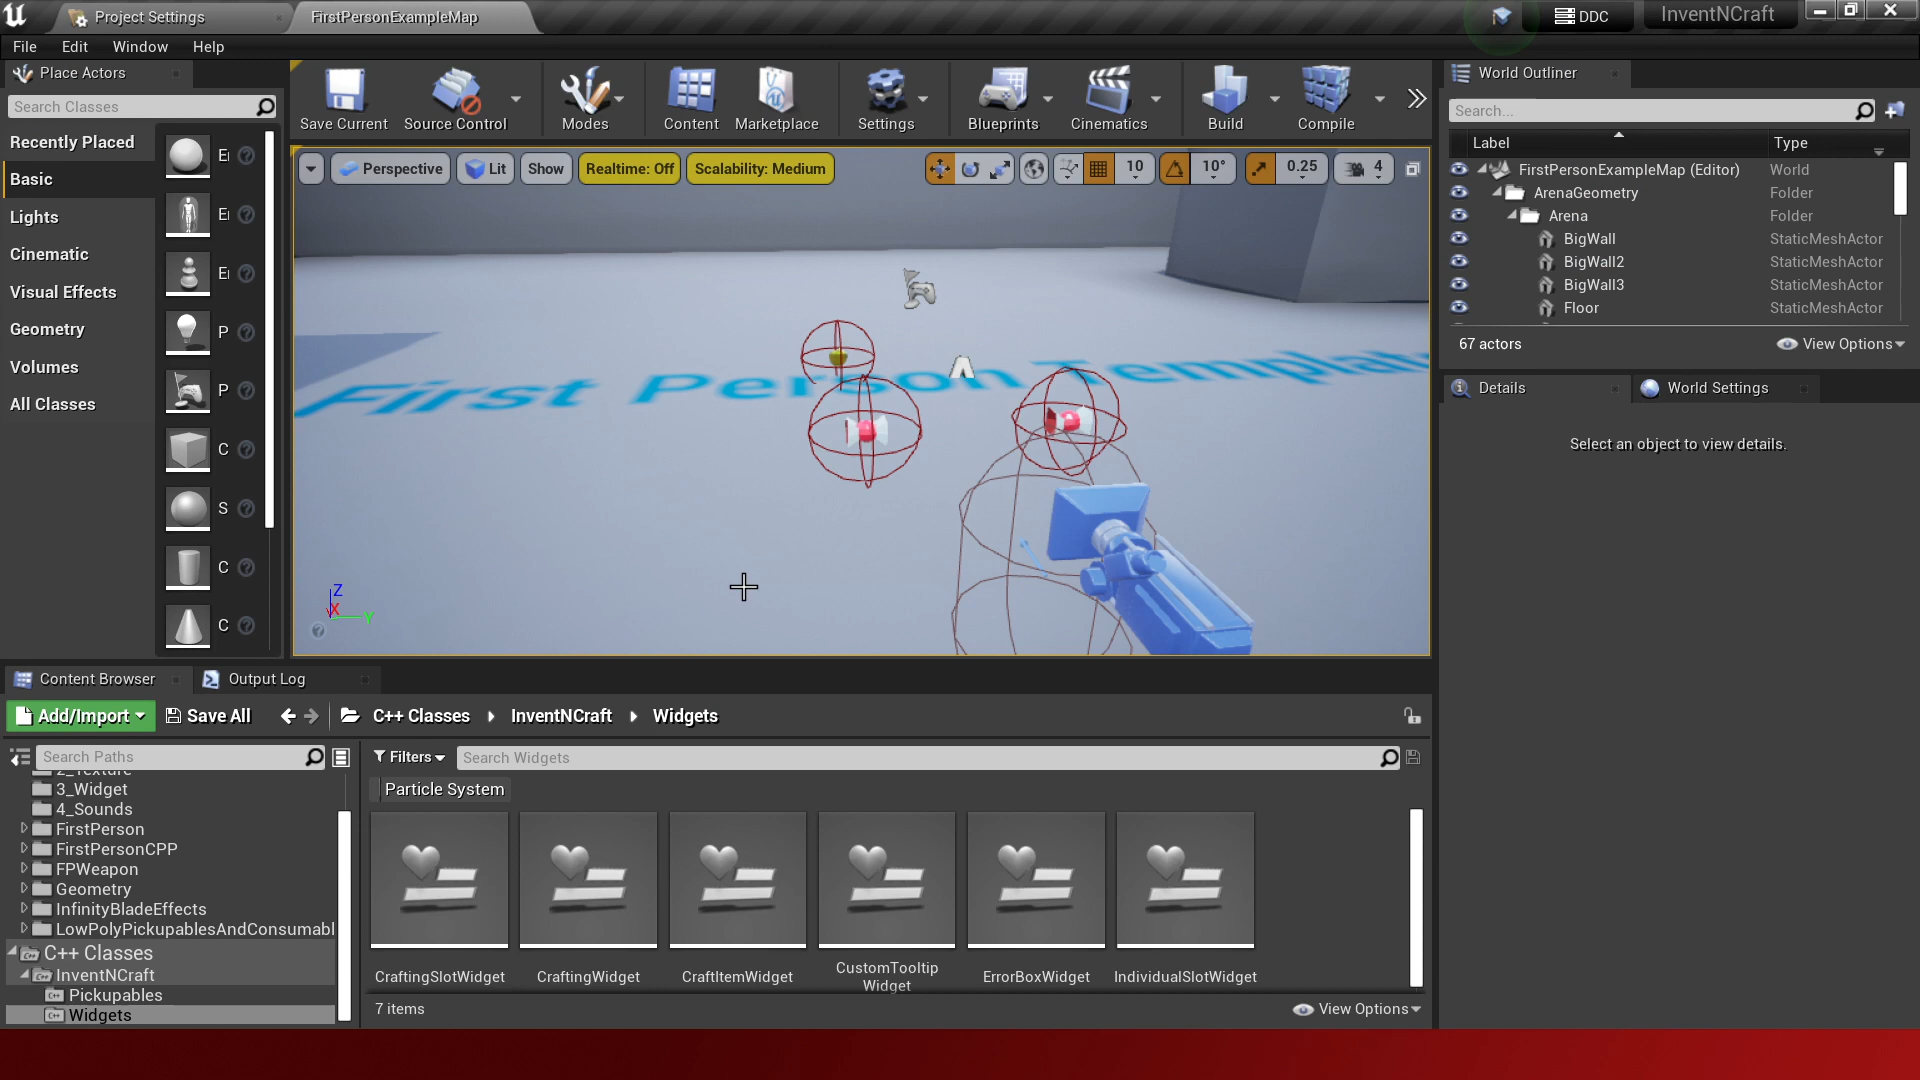 Project Settings
FirstPersonExampleMap
DDC
InventNCraft
File Edit Window Help
Place Actors
Search Classes
Recently Placed
Basic
Lights
Cinematic
Visual Effects
Geometry
Volumes
All Classes
P
P
C
S
C
C
Save Current
Source Control
Modes
Content
Marketplace
Settings
Blueprints
Cinematics
Build
Compile
Perspective
Lit
Show
Realtime: Off
Scalability: Medium
10
10°
0.25
4
First Person Template
Z
X
Y
World Outliner
Search...
Label Type
FirstPersonExampleMap (Editor) World
ArenaGeometry Folder
Arena Folder
BigWall StaticMeshActor
BigWall2 StaticMeshActor
BigWall3 StaticMeshActor
Floor StaticMeshActor
67 actors
View Options
Details
World Settings
Select an object to view details.
Content Browser
Output Log
Add/Import
Save All
C++ Classes
InventNCraft
Widgets
Search Paths
Filters
Search Widgets
Particle System
2_Texture
3_Widget
4_Sounds
FirstPerson
FirstPersonCPP
FPWeapon
Geometry
InfinityBladeEffects
LowPolyPickupablesAndConsumabl
C++ Classes
InventNCraft
Pickupables
Widgets
CraftingSlotWidget
CraftingWidget
CraftItemWidget
CustomTooltip
Widget
ErrorBoxWidget
IndividualSlotWidget
7 items
View Options